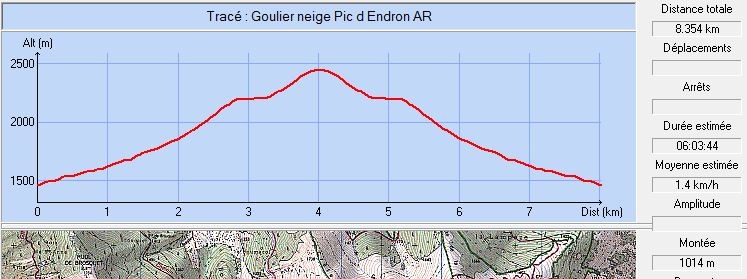 Tracé : Goulier neige Pic d Endron AR
Alt (m)
2500
2000
1500
0 1 2 3 4 5 6 7 Dist (km)
Distance totale
8.354 km
Déplacements
Arrêts
Durée estimée
06:03:44
Moyenne estimée
1.4 km/h
Amplitude
Montée
1014 m